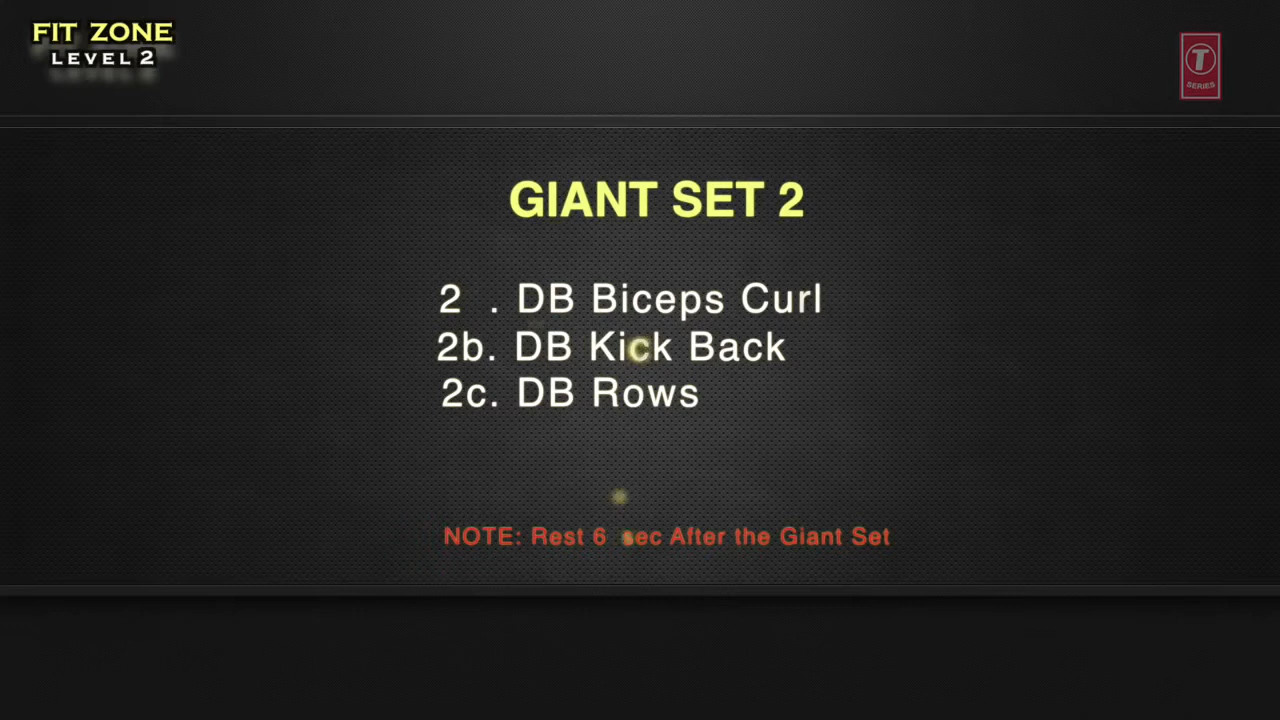 FIT ZONE
LEVEL 2
T
SERIES
GIANT SET 2
2 . DB Biceps Curl
2b. DB Kick Back
2c. DB Rows
NOTE: Rest 6 sec After the Giant Set